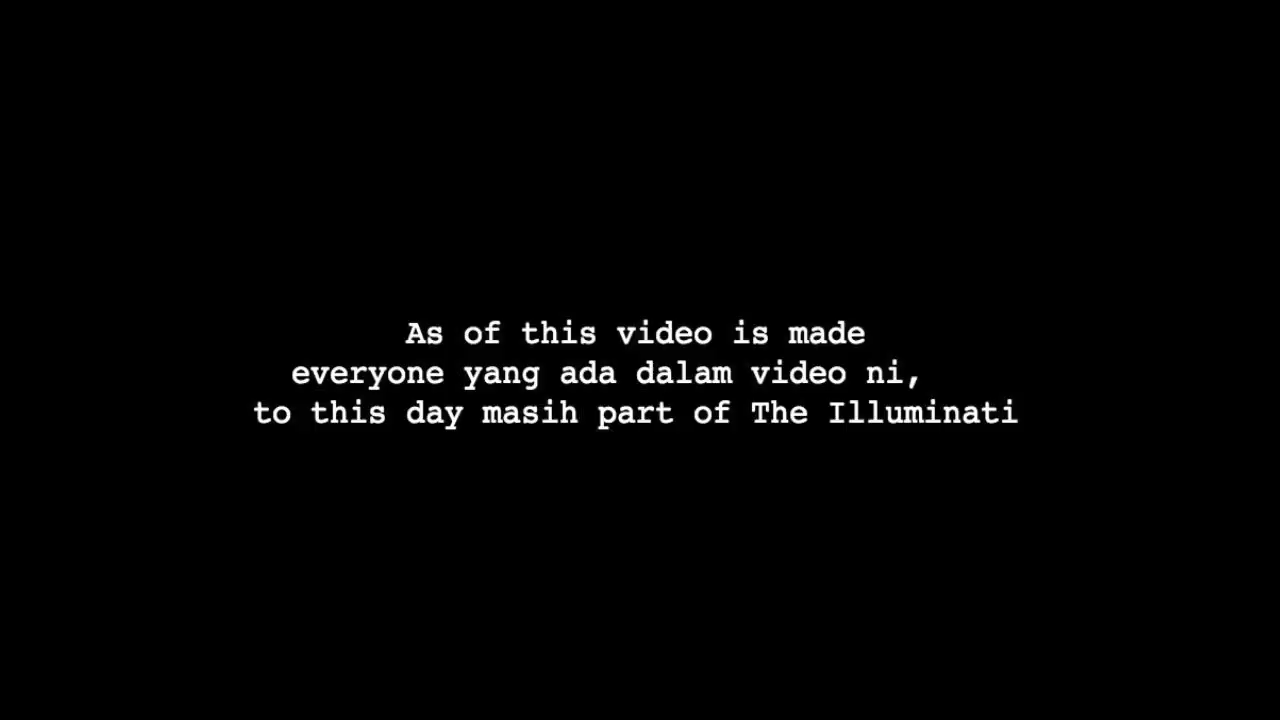 As of this video is made
everyone yang ada dalam video ni,
to this day masih part of The Illuminati